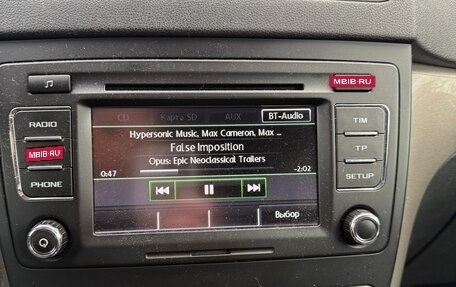 MBIB.RU
CD Карта SD AUX BT-Audio
RADIO
Hypersonic Music, Max Cameron, Max ...
TIM
False Imposition
MBIB.RU
Opus: Epic Neoclassical Trailers
TP
0:47 -2:02
PHONE
SETUP
Выбор